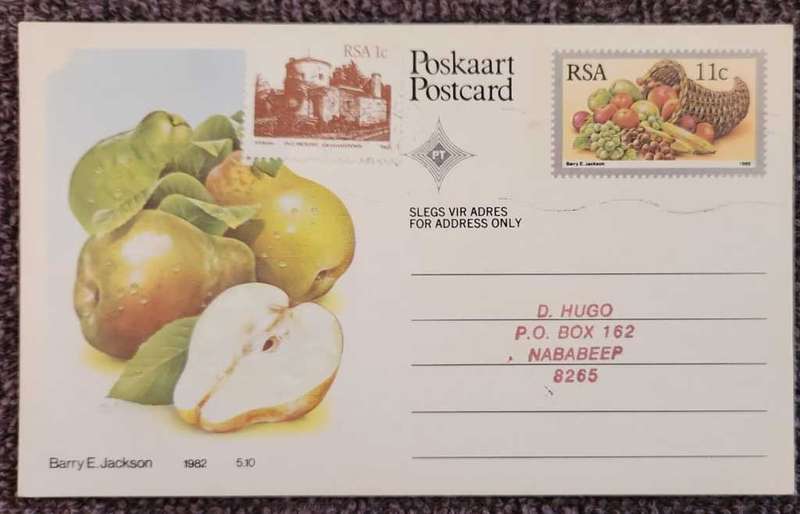 RSA 1c
Poskaart
Postcard
RSA 11c
Barry E. Jackson 1982
PT
SLEGS VIR ADRES
FOR ADDRESS ONLY
D. HUGO
P.O. BOX 162
NABABEEP
8265
Barry E. Jackson 1982 5.10